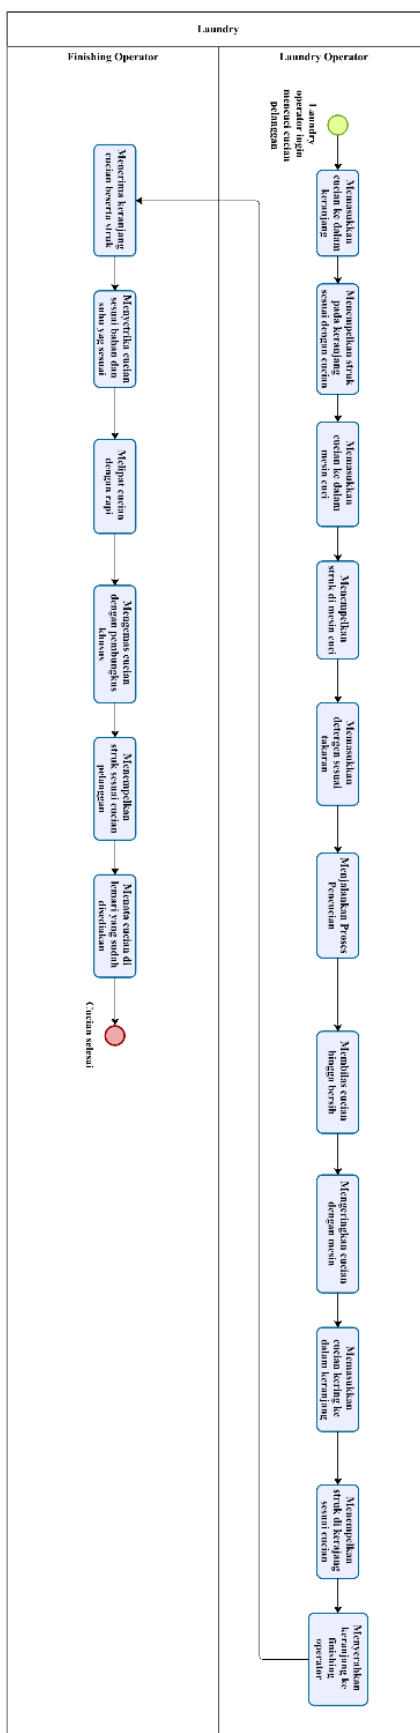 Laundry
Laundry Operator
Laundry
operator ingin
mencuci cucian
pelanggan
Memasukkan
cucian ke dalam
keranjang
Menempelkan struk
pada keranjang
sesuai dengan cucian
Memasukkan
cucian ke dalam
mesin cuci
Menempelkan
struk di mesin cuci
Memasukkan
detergen sesuai
takaran
Menjalankan Proses
Pencucian
Membilas cucian
hingga bersih
Mengeringkan cucian
dengan mesin
Memasukkan
cucian kering ke
dalam keranjang
Menempelkan
struk di kerajang
sesuai cucian
Menyerahkan
keranjang ke
finishing
operator
Finishing Operator
Menerima keranjang
cucian beserta struk
Menyetrika cucian
sesuai bahan dan
suhu yag sesuai
Melipat cucian
dengan rapi
Mengemas cucian
dengan pembungkus
khusus
Menempelkan
struk sesuai cucian
pelanggan
Menata cucian di
lemari yang sudah
disediakan
Cucian selesai